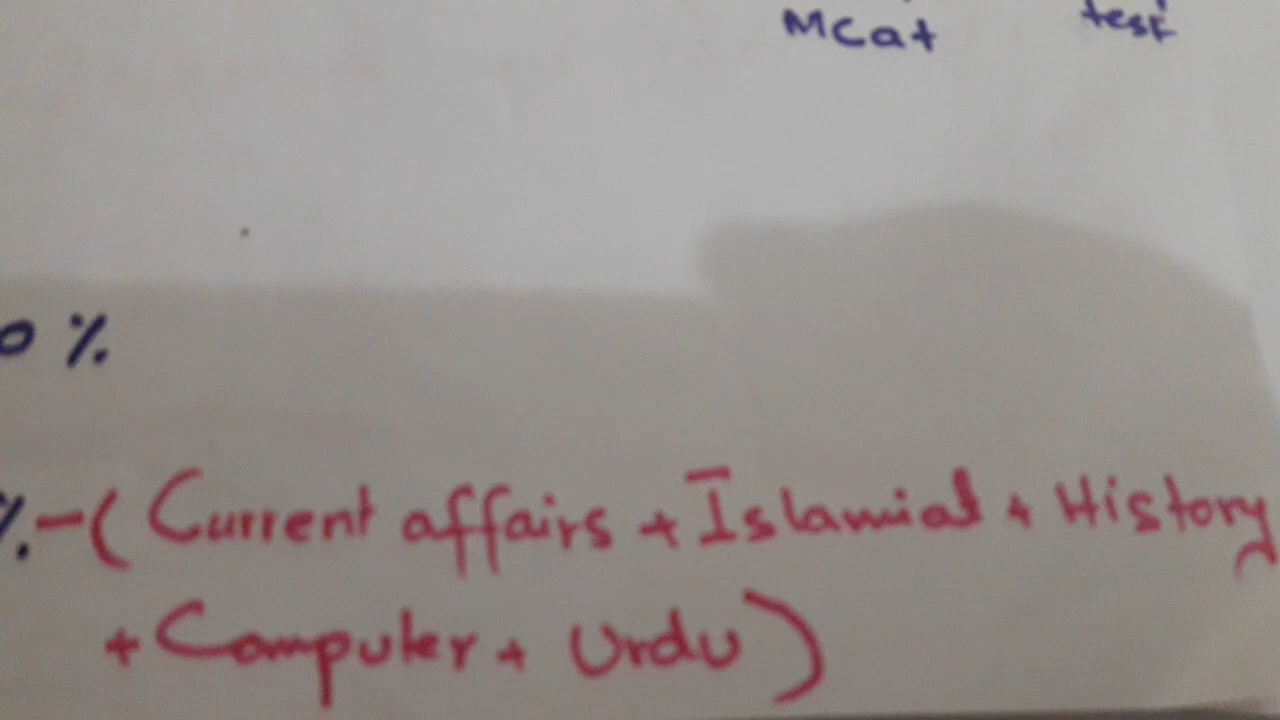 MCat test
0 %
%.-( Current affairs + Islamiat + History
+ Computer + Urdu )